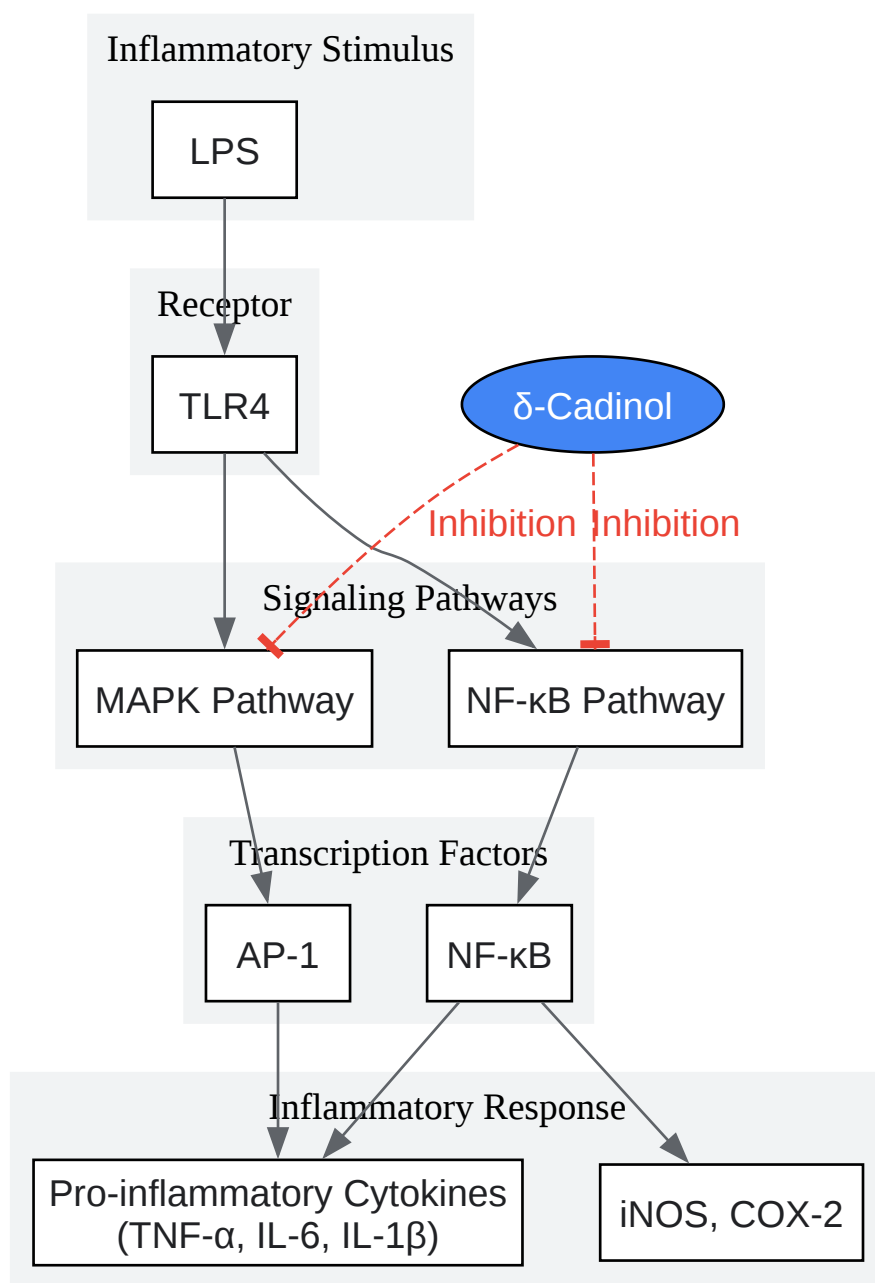 Inflammatory Stimulus
LPS
Receptor
TLR4
δ-Cadinol
Inhibition
Inhibition
Signaling Pathways
MAPK Pathway
NF-κB Pathway
Transcription Factors
AP-1
NF-κB
Inflammatory Response
Pro-inflammatory Cytokines
(TNF-α, IL-6, IL-1β)
iNOS, COX-2